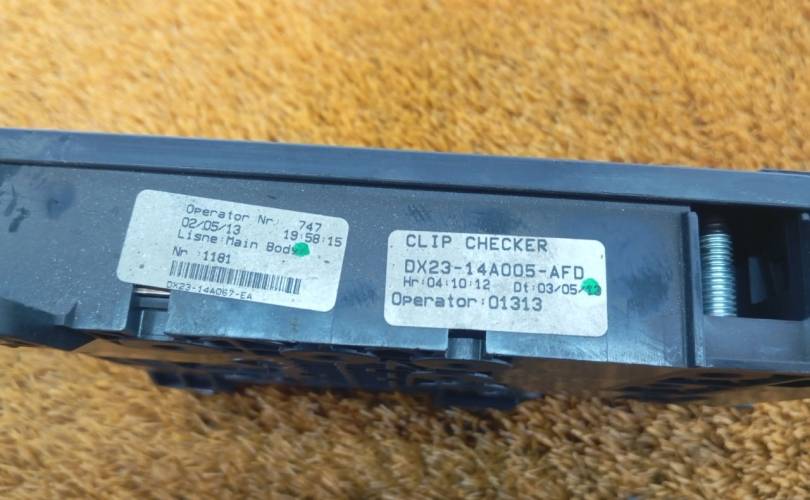 Operator Nr: 747
02/05/13 19:58:15
Lisne:Main Body
Nr :1181
DX23-14A067-EA
CLIP CHECKER
DX23-14A005-AFD
Hr:04:10:12 Dt:03/05/13
Operator:01313